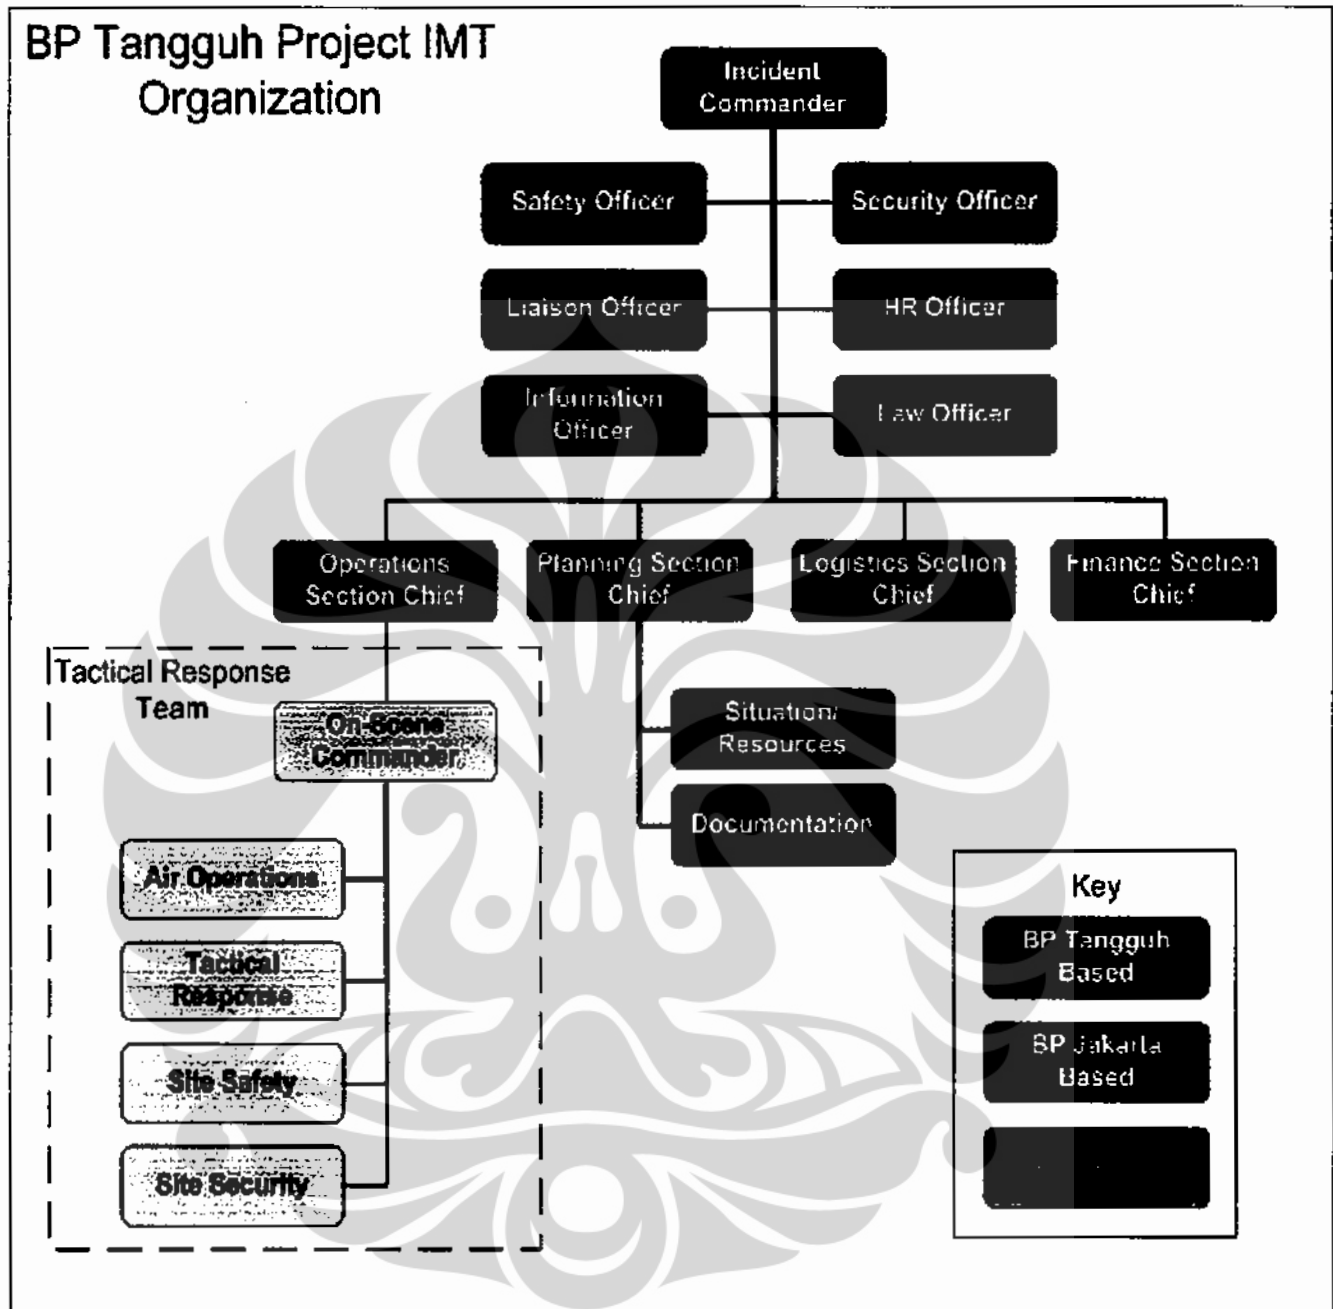 BP Tangguh Project IMT
Organization
Incident
Commander
Safety Officer
Security Officer
Liaison Officer
HR Officer
Information
Officer
Law Officer
Operations
Section Chief
Planning Section
Chief
Logistics Section
Chief
Finance Section
Chief
Tactical Response
Team
On-Scene
Commander
Situation/
Resources
Documentation
Air Operations
Tactical
Response
Site Safety
Site Security
Key
BP Tangguh
Based
BP Jakarta
Based